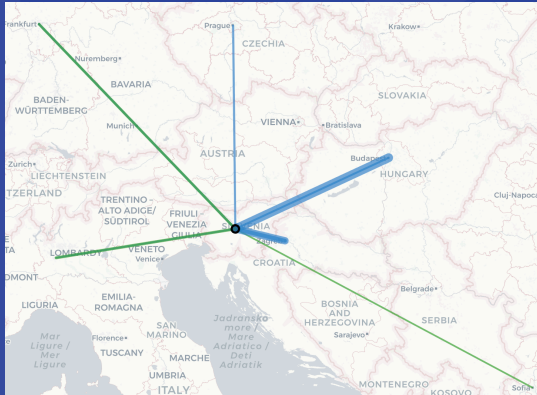 Frankfurt
Prague
Krakow
CZECHIA
Nuremberg
BAVARIA
SLOVAKIA
BADEN-
WÜRTTEMBERG
Munich
VIENNA
Bratislava
AUSTRIA
Budapest
Zürich
LIECHTENSTEIN
HUNGARY
TZERLAND
Cluj-Napoca
TRENTINO -
ALTO ADIGE/
SÜDTIROL
FRIULI
VENEZIA
GIULIA
LOMBARDY
VENETO
Venice
Zagreb
CROATIA
DMONT
EMILIA-
ROMAGNA
LIGURIA
Belgrade
BOSNIA
AND
HERZEGOVINA
SERBIA
Sarajevo
SAN
MARINO
Jadransko
more /
Mare
Adriatico /
Deti
Adriatik
Mar
Ligure /
Mer
Ligure
Florence
TUSCANY
MARCHE
UMBRIA
ITALY
MONTENEGRO
KOSOVO
Sofia